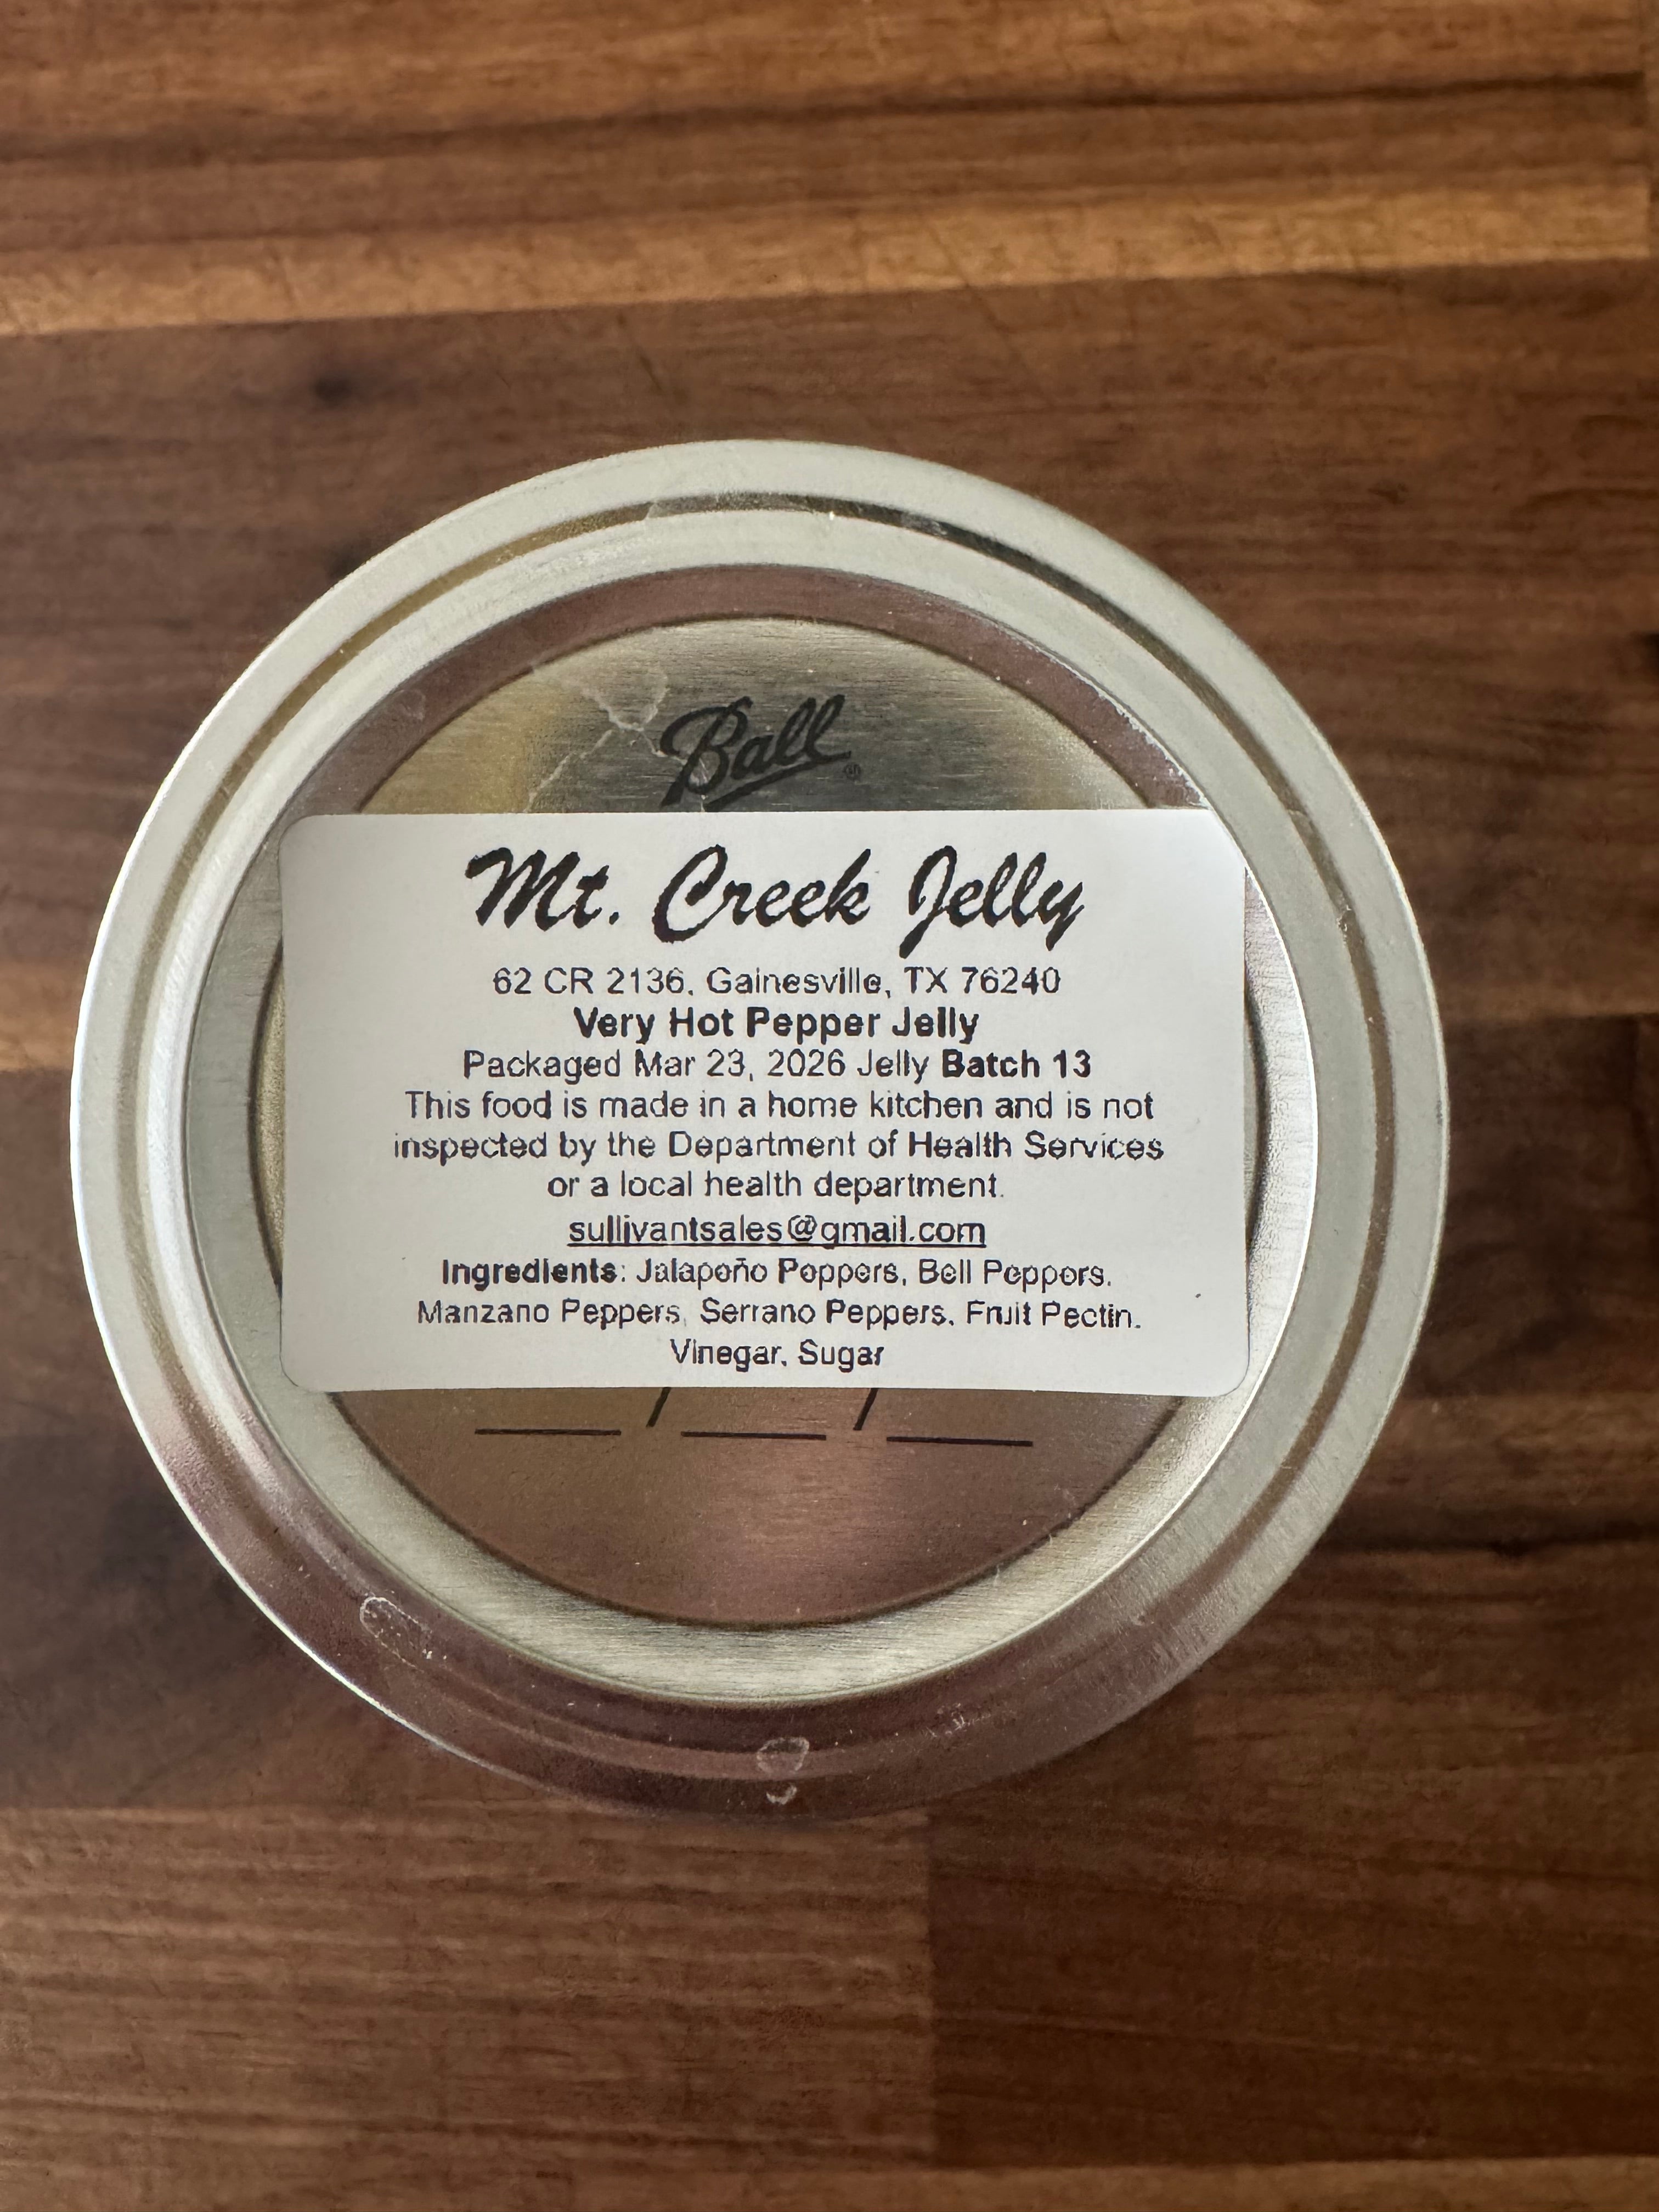 Ball®
Mt. Creek Jelly
62 CR 2136, Gainesville, TX 76240
Very Hot Pepper Jelly
Packaged Mar 23, 2026 Jelly Batch 13
This food is made in a home kitchen and is not
inspected by the Department of Health Services
or a local health department.
sullivantsales@gmail.com
Ingredients: Jalapeño Peppers, Bell Peppers,
Manzano Peppers, Serrano Peppers, Fruit Pectin,
Vinegar, Sugar
___/___/___